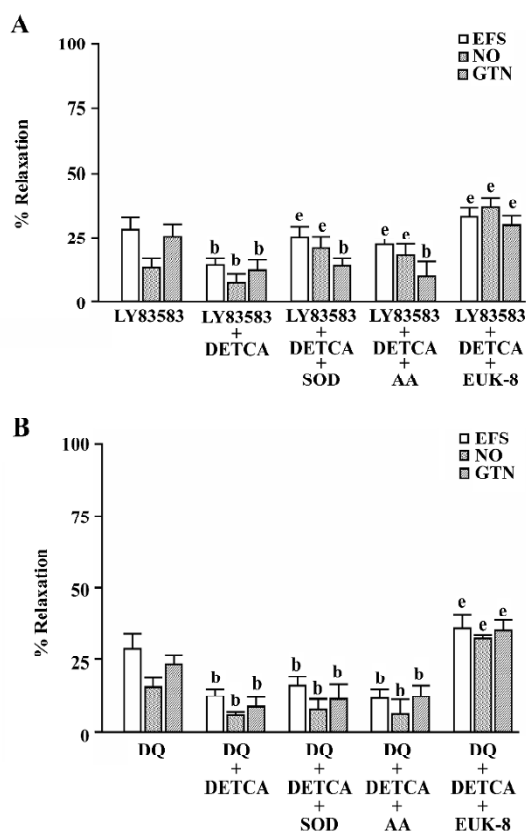 A
EFS
NO
GTN
100
75
50
25
0
% Relaxation
b b b
e e b
e e b
e e e
LY83583 LY83583 LY83583 LY83583 LY83583
+ + + +
DETCA DETCA DETCA DETCA
+ + +
SOD AA EUK-8
B
EFS
NO
GTN
100
75
50
25
0
% Relaxation
b b b
b b b
b b b
e e e
DQ DQ DQ DQ DQ
+ + + +
DETCA DETCA DETCA DETCA
+ + +
SOD AA EUK-8